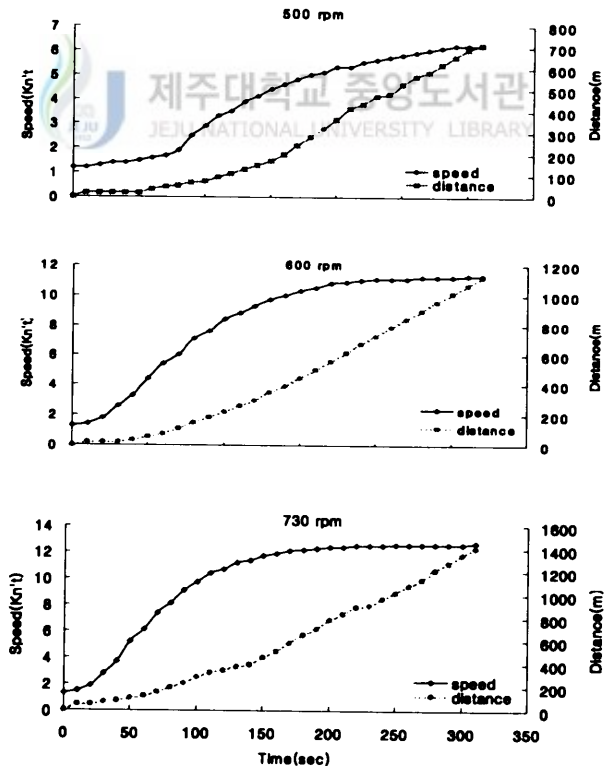 500 rpm
7
6
5
4
3
2
1
0
Speed(Kn't
800
700
600
500
400
300
200
100
0
Distance(m
speed
distance
제주대학교 중앙도서관
JEJU NATIONAL UNIVERSITY LIBRARY
JEJU
600 rpm
12
10
8
6
4
2
0
Speed(Kn't)
1200
1000
800
600
400
200
0
Distance(m
speed
distance
730 rpm
14
12
10
8
6
4
2
0
Speed(Kn't)
1600
1400
1200
1000
800
600
400
200
0
Distance(m)
speed
distance
0 50 100 150 200 250 300 350
Time(sec)